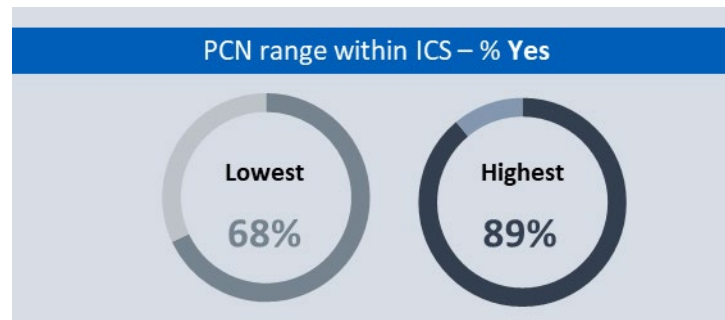 PCN range within ICS – % Yes
Lowest
68%
Highest
89%